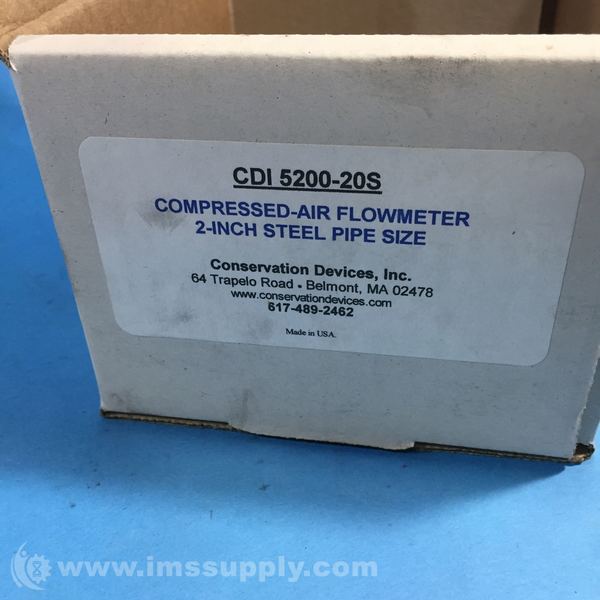 CDI 5200-20S
COMPRESSED-AIR FLOWMETER
2-INCH STEEL PIPE SIZE
Conservation Devices, Inc.
64 Trapelo Road • Belmont, MA 02478
www.conservationdevices.com
617-489-2462
Made in USA.
www.imssupply.com